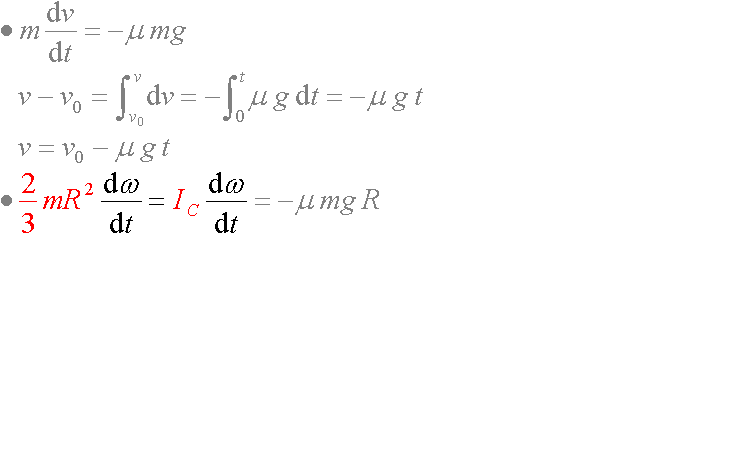 • m dv/dt = −μ mg
v − v₀ = ∫_{v₀}^{v} dv = −∫_{0}^{t} μ g dt = −μ g t
v = v₀ − μ g t
• 2/3 mR² dω/dt = I_C dω/dt = −μ mg R